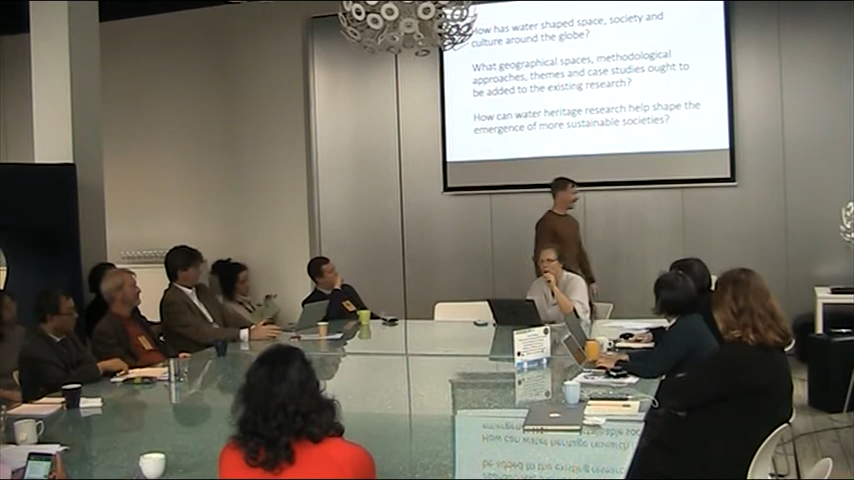 How has water shaped space, society and
culture around the globe?
What geographical spaces, methodological
approaches, themes and case studies ought to
be added to the existing research?
How can water heritage research help shape the
emergence of more sustainable societies?